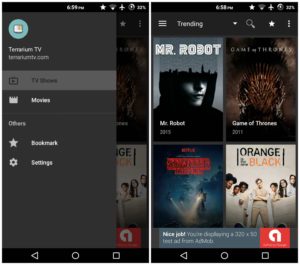 6:59 PM
32%
Terrarium TV
terrariumtv.com
TV Shows
Movies
Others
Bookmark
Settings
6:58 PM
32%
Trending
MR. ROBOT
Mr. Robot
2015
GAME OF THRONES
Game of Thrones
2011
NETFLIX
ORANGE
is the new
BLACK
Nice job! You're displaying a 320 x 50
test ad from AdMob.